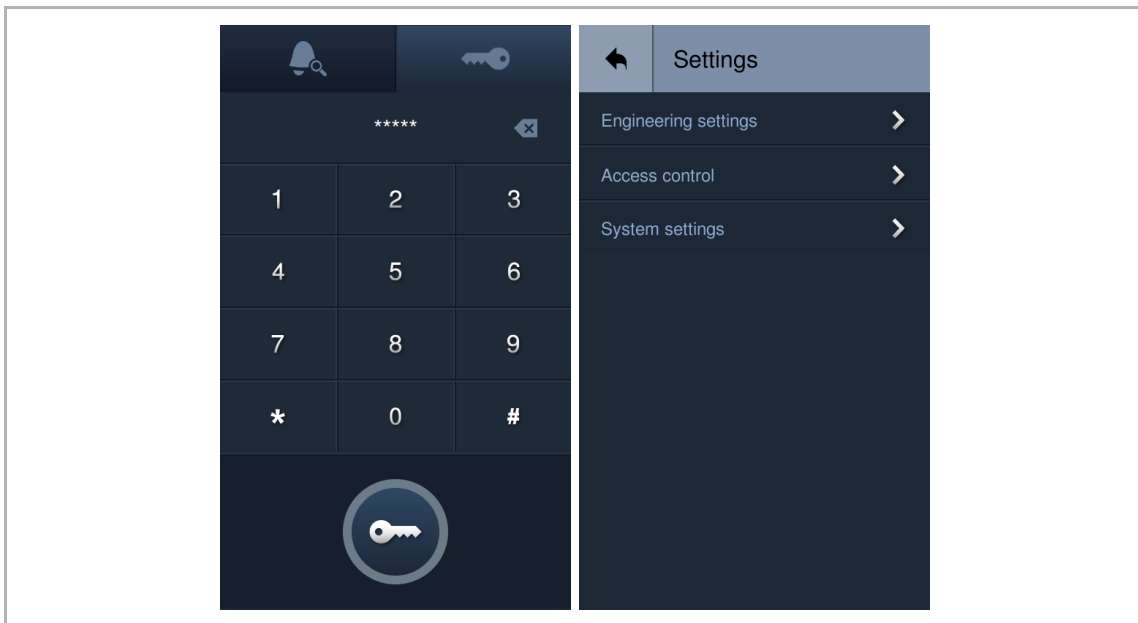 *****
1 2 3
4 5 6
7 8 9
* 0 #
Settings
Engineering settings
Access control
System settings